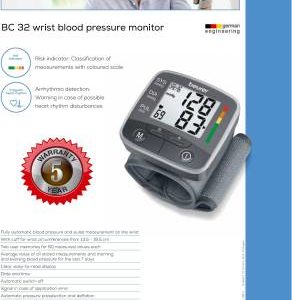 BC 32 wrist blood pressure monitor
german
engineering
Risk indicator: Classification of
measurements with coloured scale
Arrhythmia detection:
Warning in case of possible
heart rhythm disturbances
beurer
SYS
128
DIA
83
69
M
WARRANTY
5
YEAR
Fully automatic blood pressure and pulse measurement on the wrist
With cuff for wrist circumferences from 13.5 - 19.5 cm
Two user memories for 60 measured values each
Average value of all stored measurements and morning
and evening blood pressure for the last 7 days
Clear, easy-to-read display
Date and time
Automatic switch-off
Signal in case of application error
Automatic pressure preselection and deflation